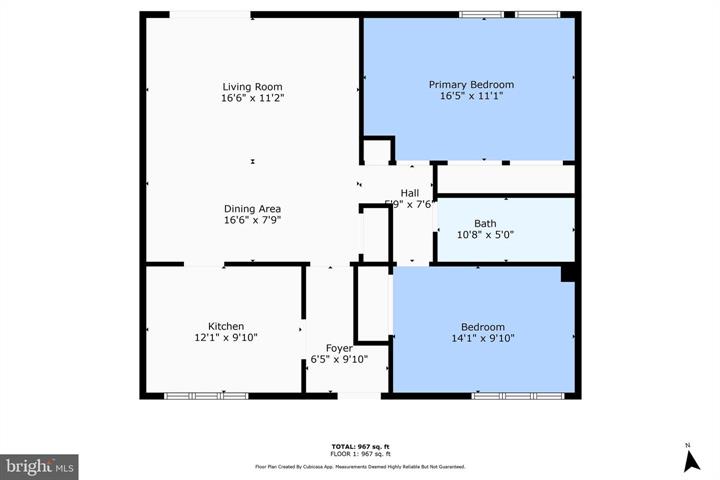 Living Room
16'6" x 11'2"
Primary Bedroom
16'5" x 11'1"
Hall
5'9" x 7'6"
Dining Area
16'6" x 7'9"
Bath
10'8" x 5'0"
Kitchen
12'1" x 9'10"
Foyer
6'5" x 9'10"
Bedroom
14'1" x 9'10"
TOTAL: 967 sq. ft
FLOOR 1: 967 sq. ft
Floor Plan Created By Cubicasa App. Measurements Deemed Highly Reliable But Not Guaranteed.
N
bright MLS